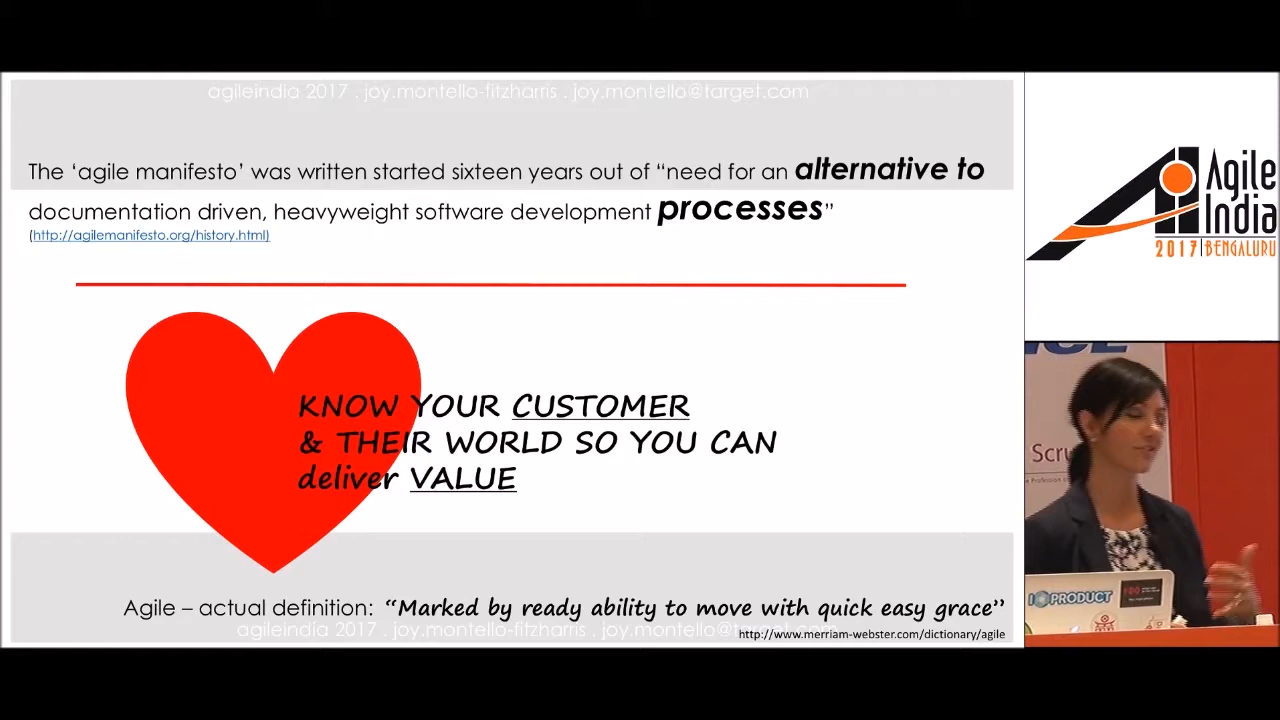 agileindia 2017 . joy.montello-fitzharris . joy.montello@target.com
The ‘agile manifesto’ was written started sixteen years out of “need for an alternative to
documentation driven, heavyweight software development processes”
(http://agilemanifesto.org/history.html)
KNOW YOUR CUSTOMER
& THEIR WORLD SO YOU CAN
deliver VALUE
Agile – actual definition: “Marked by ready ability to move with quick easy grace”
agileindia 2017 . joy.montello-fitzharris . joy.montello@target.com
http://www.merriam-webster.com/dictionary/agile
Agile
India
2017 | BENGALURU
Scru
PRODUCT